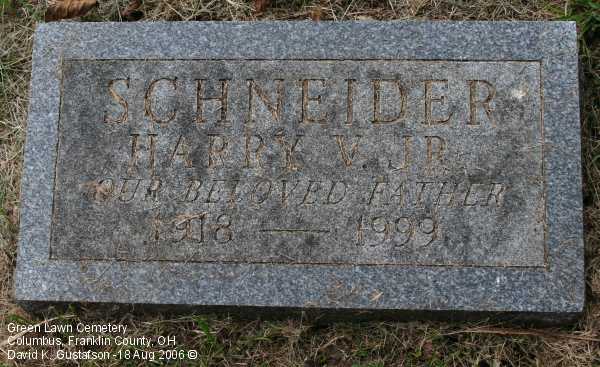 SCHNEIDER
HARRY V. JR.
OUR BELOVED FATHER
1918 — 1999
Green Lawn Cemetery
Columbus, Franklin County, OH
David K. Gustafson - 18 Aug 2006 ©